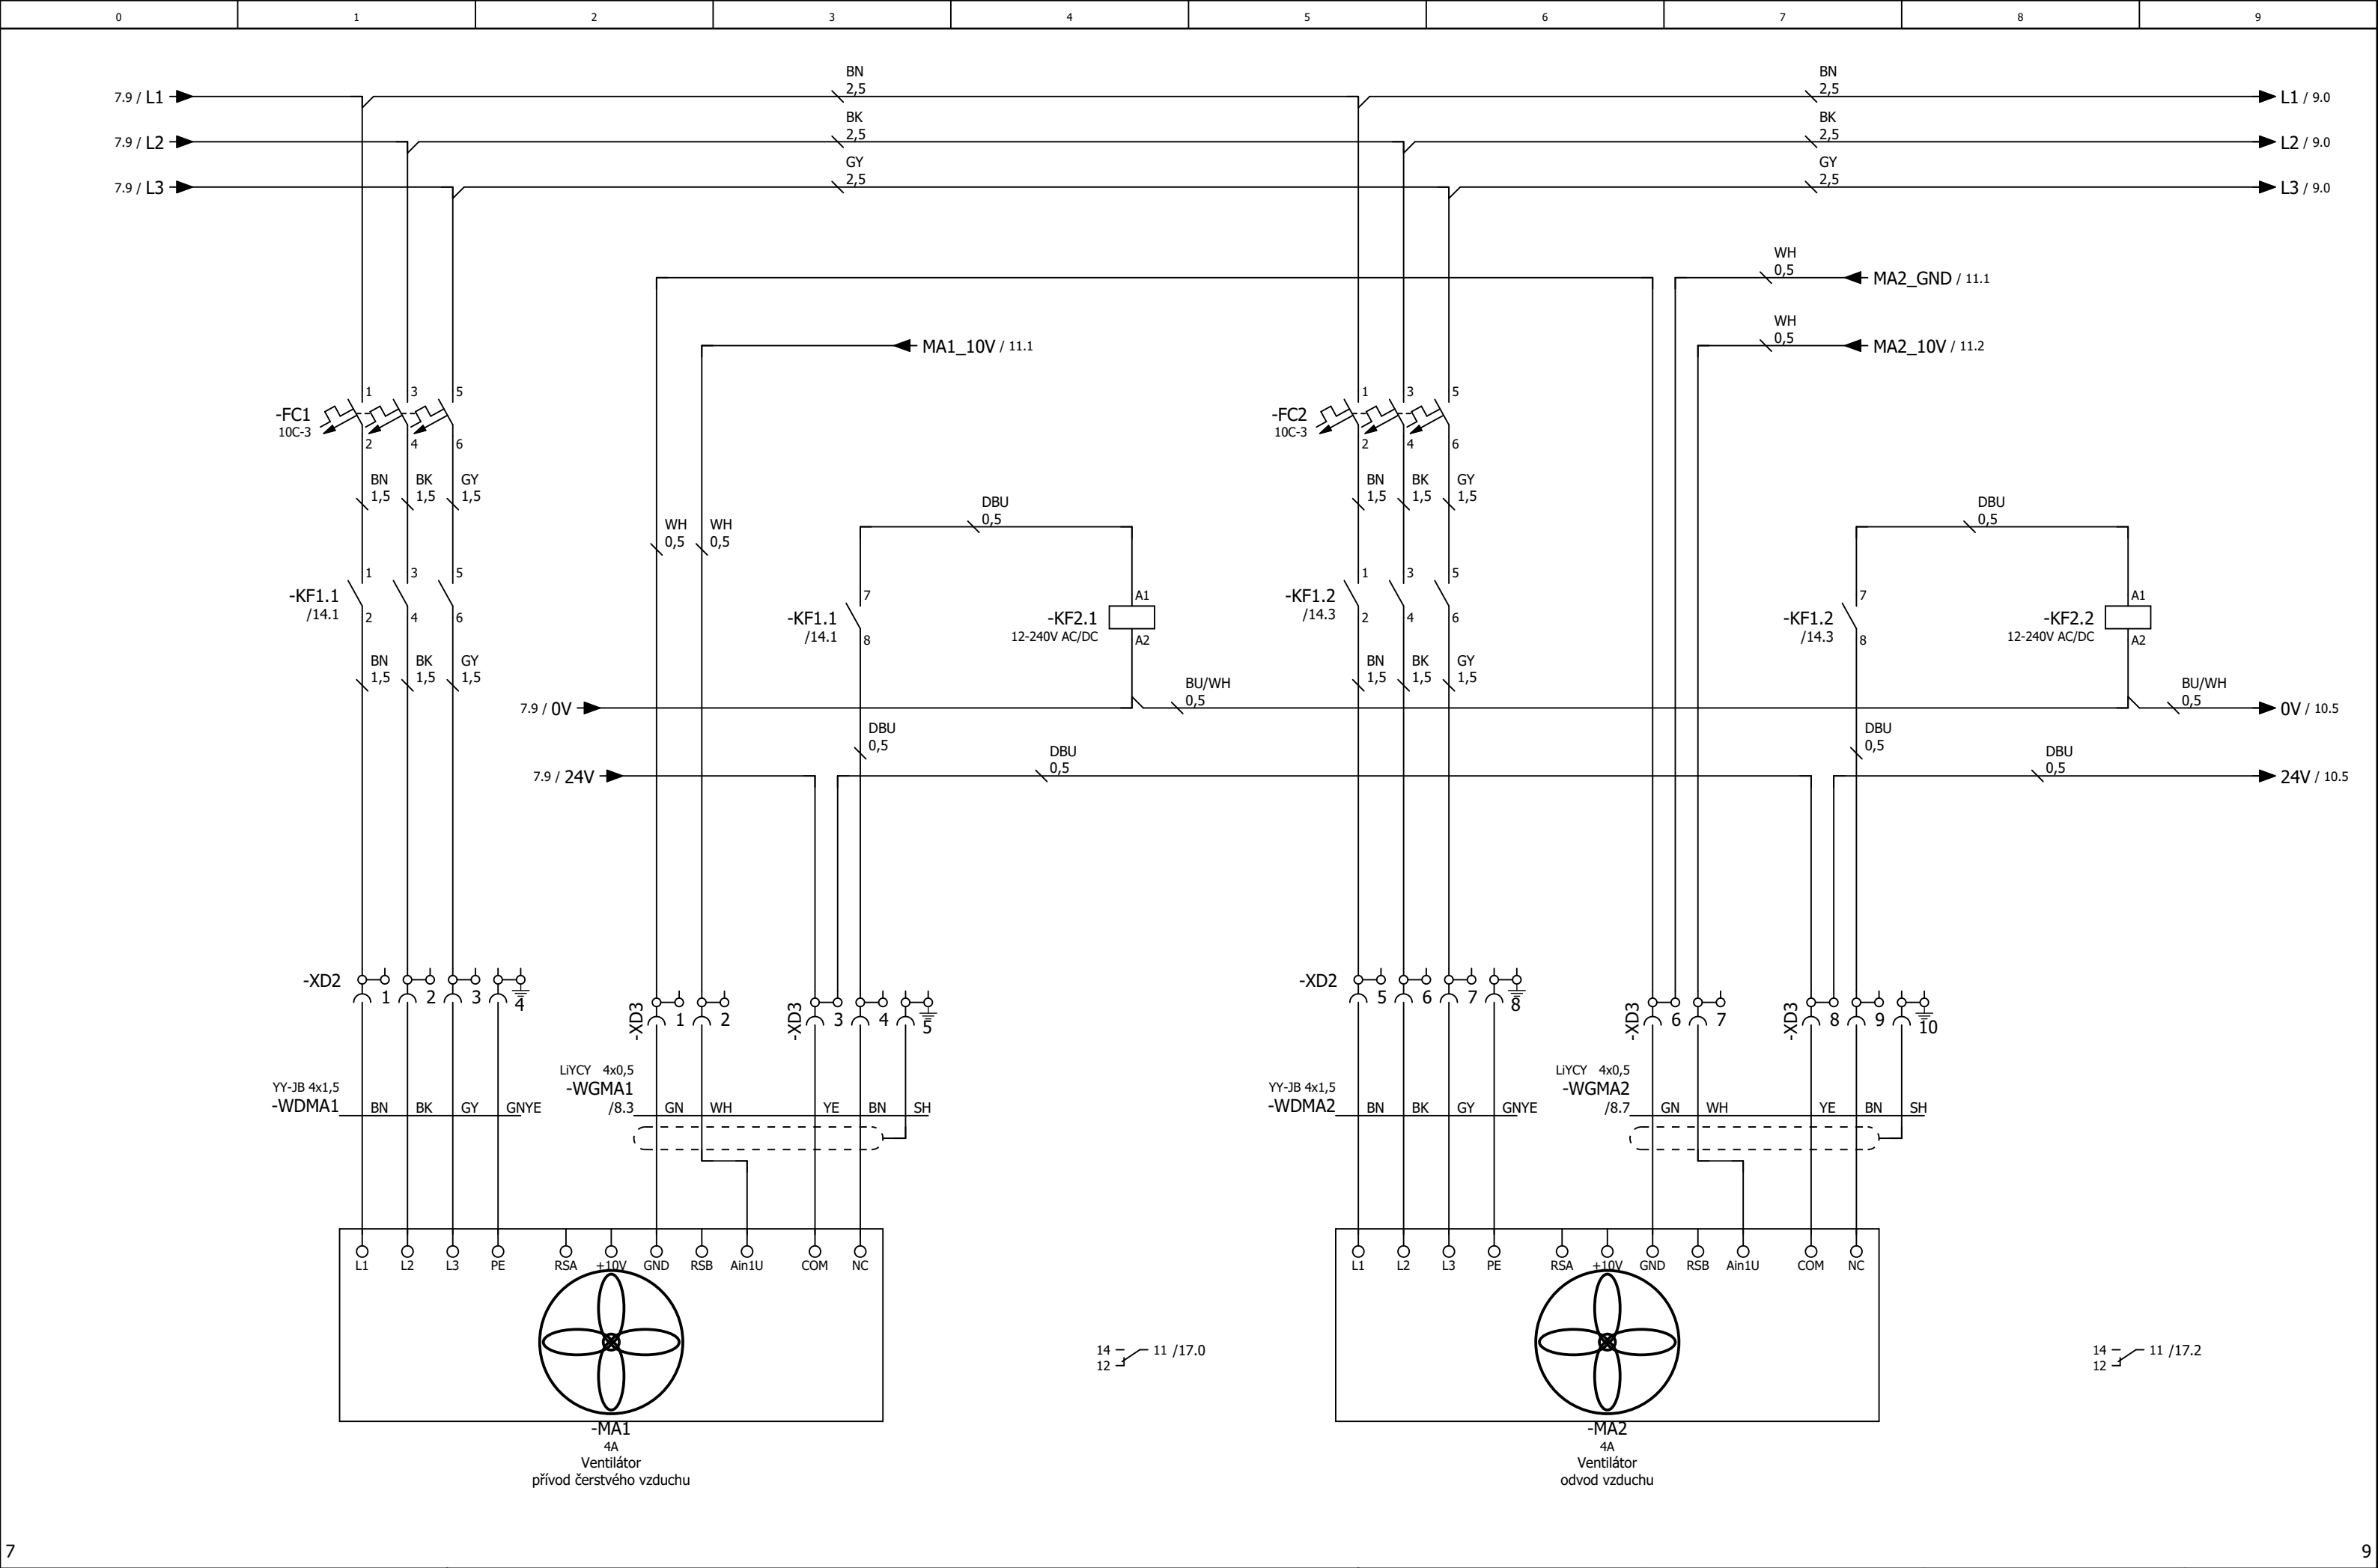 0 1 2 3 4 5 6 7 8 9
BN BN
7.9 / L1 2,5 2,5 L1 / 9.0
BK BK
7.9 / L2 2,5 2,5 L2 / 9.0
GY GY
7.9 / L3 2,5 2,5 L3 / 9.0
WH
0,5 MA2_GND / 11.1
WH
MA1_10V / 11.1 0,5 MA2_10V / 11.2
1 3 5 1 3 5
-FC1 -FC2
10C-3 10C-3
2 4 6 2 4 6
BN BK GY BN BK GY
1,5 1,5 1,5 1,5 1,5 1,5
DBU DBU
0,5 0,5
WH WH
0,5 0,5
1 3 5 1 3 5
-KF1.1 7 A1 -KF1.2 7 A1
/14.1 2 4 6 /14.3 2 4 6
-KF1.1 -KF2.1 -KF1.2 -KF2.2
/14.1 8 12-240V AC/DC A2 /14.3 8 12-240V AC/DC A2
BN BK GY BN BK GY
1,5 1,5 1,5 1,5 1,5 1,5
BU/WH BU/WH
7.9 / 0V 0,5 0,5 0V / 10.5
DBU DBU
0,5 0,5
DBU DBU
7.9 / 24V 0,5 0,5 24V / 10.5
-XD2 1 2 3 4 -XD2 5 6 7 8
-XD3 1 2 -XD3 3 4 5 -XD3 6 7 -XD3 8 9 10
LiYCY 4x0,5 LiYCY 4x0,5
YY-JB 4x1,5 -WGMA1 YY-JB 4x1,5 -WGMA2
-WDMA1 BN BK GY GNYE /8.3 GN WH YE BN SH -WDMA2 BN BK GY GNYE /8.7 GN WH YE BN SH
L1 L2 L3 PE RSA +10V GND RSB Ain1U COM NC L1 L2 L3 PE RSA +10V GND RSB Ain1U COM NC
14 11 /17.0 14 11 /17.2
12 12
-MA1 -MA2
4A 4A
Ventilátor Ventilátor
přívod čerstvého vzduchu odvod vzduchu
7 9